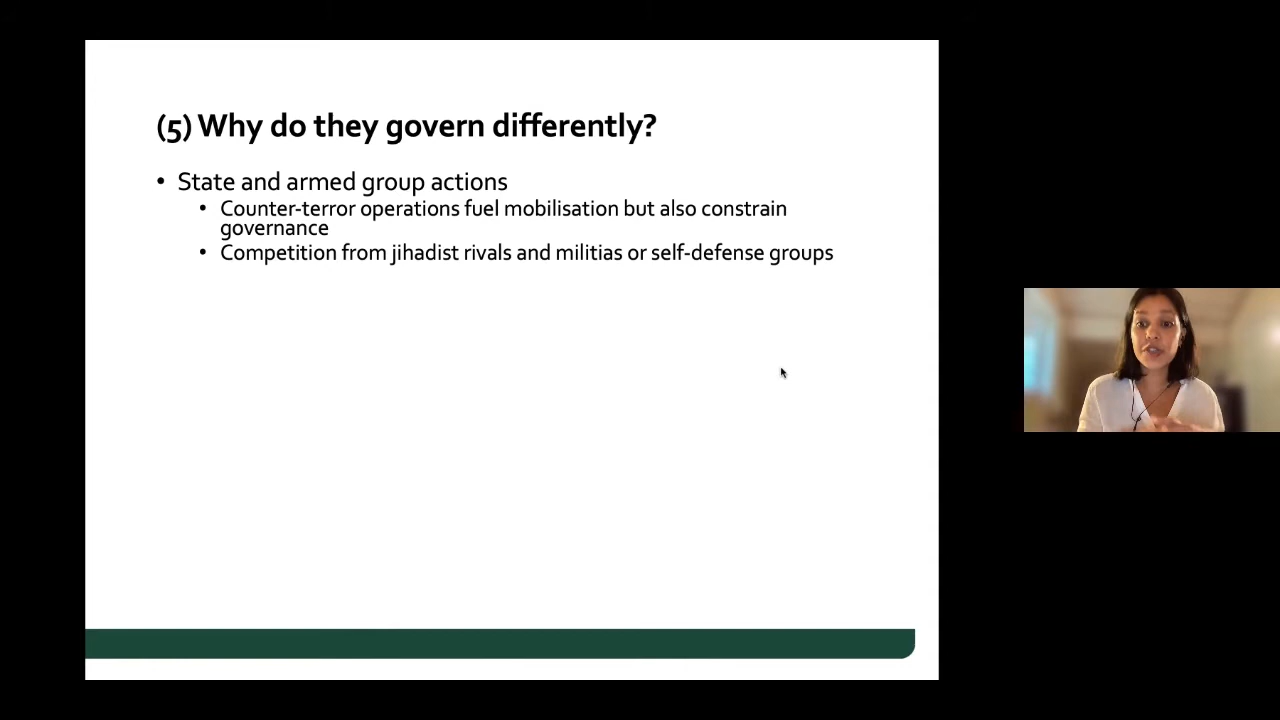 (5) Why do they govern differently?
• State and armed group actions
• Counter-terror operations fuel mobilisation but also constrain
governance
• Competition from jihadist rivals and militias or self-defense groups